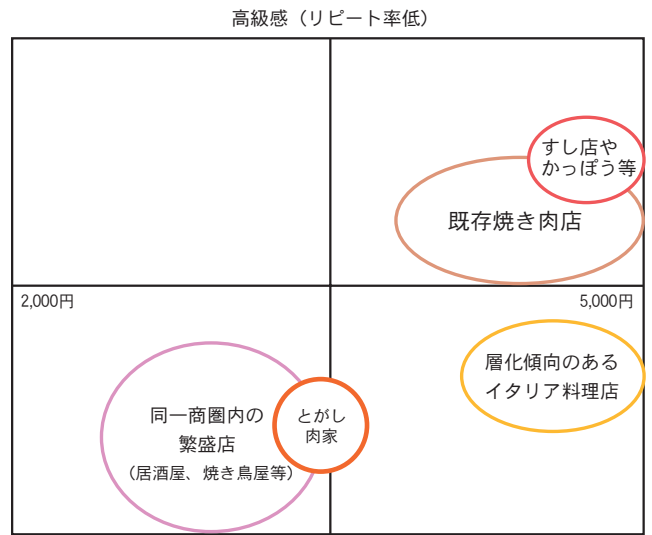 高級感（リピート率低）
すし店や
かっぽう等
既存焼き肉店
2,000円
5,000円
層化傾向のある
イタリア料理店
同一商圏内の
繁盛店
（居酒屋、焼き鳥屋等）
とがし
肉家